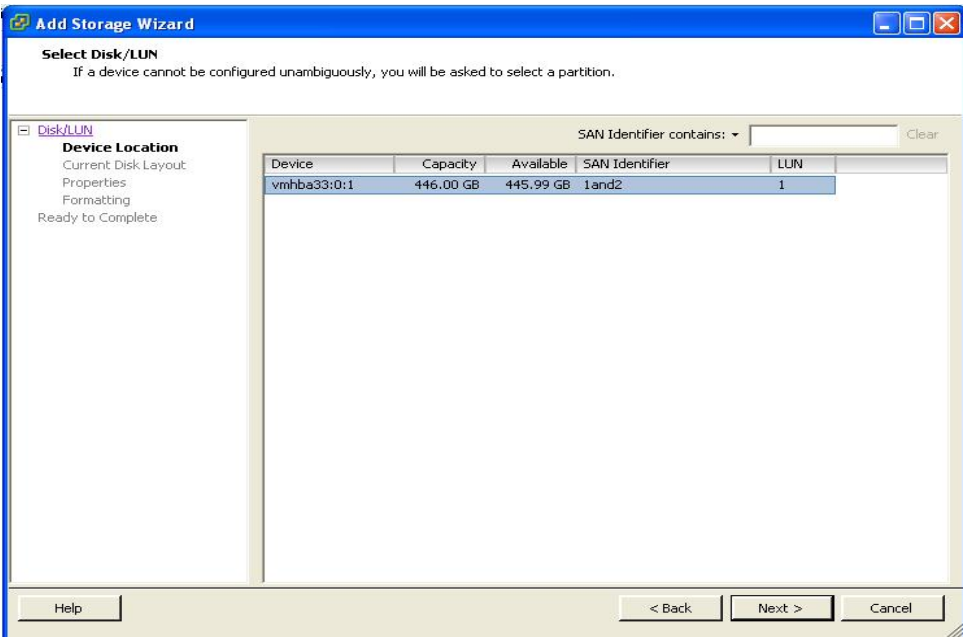 Add Storage Wizard
Select Disk/LUN
If a device cannot be configured unambiguously, you will be asked to select a partition.
Disk/LUN
Device Location
Current Disk Layout
Properties
Formatting
Ready to Complete
SAN Identifier contains: Clear
Device Capacity Available SAN Identifier LUN
vmhba33:0:1 446.00 GB 445.99 GB 1and2 1
Help < Back Next > Cancel